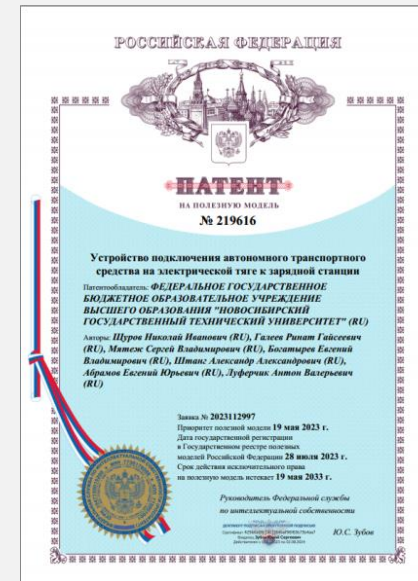 РОССИЙСКАЯ ФЕДЕРАЦИЯ
ПАТЕНТ
НА ПОЛЕЗНУЮ МОДЕЛЬ
№ 219616
Устройство подключения автономного транспортного
средства на электрической тяге к зарядной станции
Патентообладатель: ФЕДЕРАЛЬНОЕ ГОСУДАРСТВЕННОЕ
БЮДЖЕТНОЕ ОБРАЗОВАТЕЛЬНОЕ УЧРЕЖДЕНИЕ
ВЫСШЕГО ОБРАЗОВАНИЯ "НОВОСИБИРСКИЙ
ГОСУДАРСТВЕННЫЙ ТЕХНИЧЕСКИЙ УНИВЕРСИТЕТ" (RU)
Авторы: Щуров Николай Иванович (RU), Галеев Ринат Гайсеевич
(RU), Мятеж Сергей Владимирович (RU), Богатырев Евгений
Владимирович (RU), Штанг Александр Александрович (RU),
Абрамов Евгений Юрьевич (RU), Луферчик Антон Валерьевич
(RU)
Заявка № 2023112997
Приоритет полезной модели 19 мая 2023 г.
Дата государственной регистрации
в Государственном реестре полезных
моделей Российской Федерации 28 июля 2023 г.
Срок действия исключительного права
на полезную модель истекает 19 мая 2033 г.
Руководитель Федеральной службы
по интеллектуальной собственности
ДОКУМЕНТ ПОДПИСАН ЭЛЕКТРОННОЙ ПОДПИСЬЮ
Ю.С. Зубов